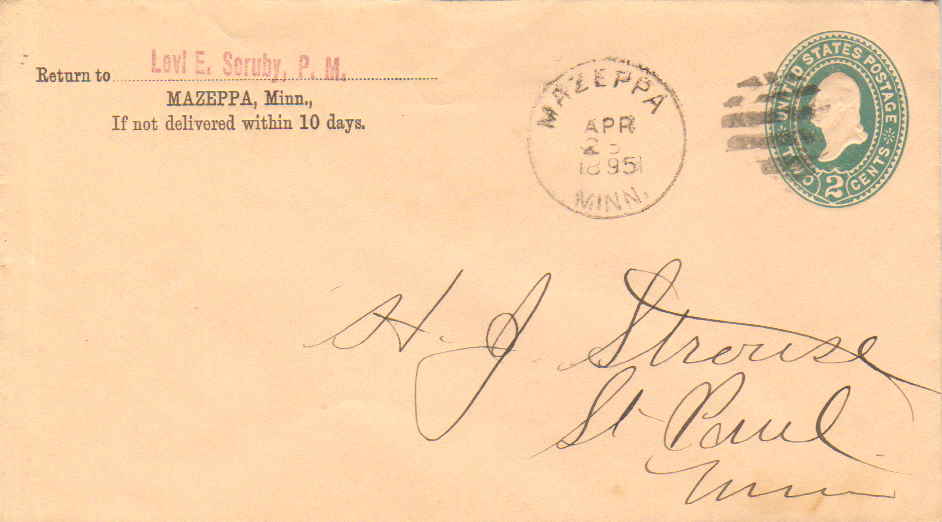 Return to Levi E. Scruby, P. M.
MAZEPPA, Minn.,
If not delivered within 10 days.
MAZEPPA
APR
1895
MINN.
UNITED STATES POSTAGE
2 CENTS
H. J. Strouse
St Paul
Minn